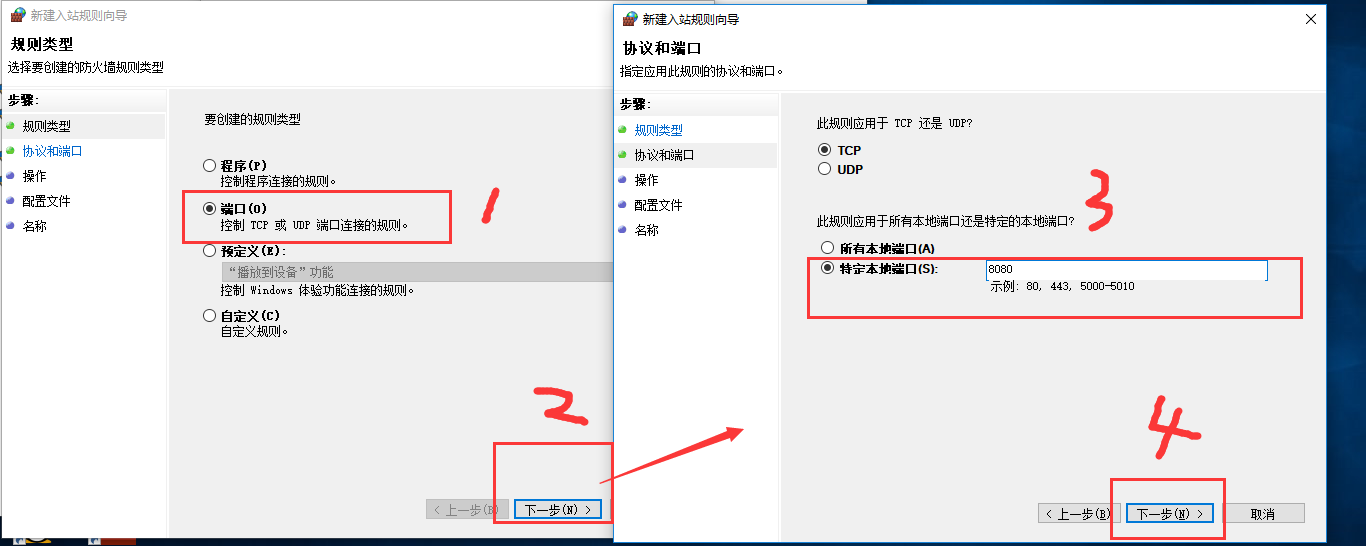 新建入站规则向导
规则类型
选择要创建的防火墙规则类型
步骤:
规则类型
协议和端口
操作
配置文件
名称
要创建的规则类型
程序(P)
控制程序连接的规则。
端口(O)
控制 TCP 或 UDP 端口连接的规则。
预定义(E):
“播放到设备”功能
控制 Windows 体验功能连接的规则。
自定义(C)
自定义规则。
1
2
< 上一步(B)
下一步(N) >
新建入站规则向导
协议和端口
指定应用此规则的协议和端口。
步骤:
规则类型
协议和端口
操作
配置文件
名称
此规则应用于 TCP 还是 UDP?
TCP
UDP
3
此规则应用于所有本地端口还是特定的本地端口?
所有本地端口(A)
特定本地端口(S):
8080
示例: 80, 443, 5000-5010
4
< 上一步(B)
下一步(N) >
取消